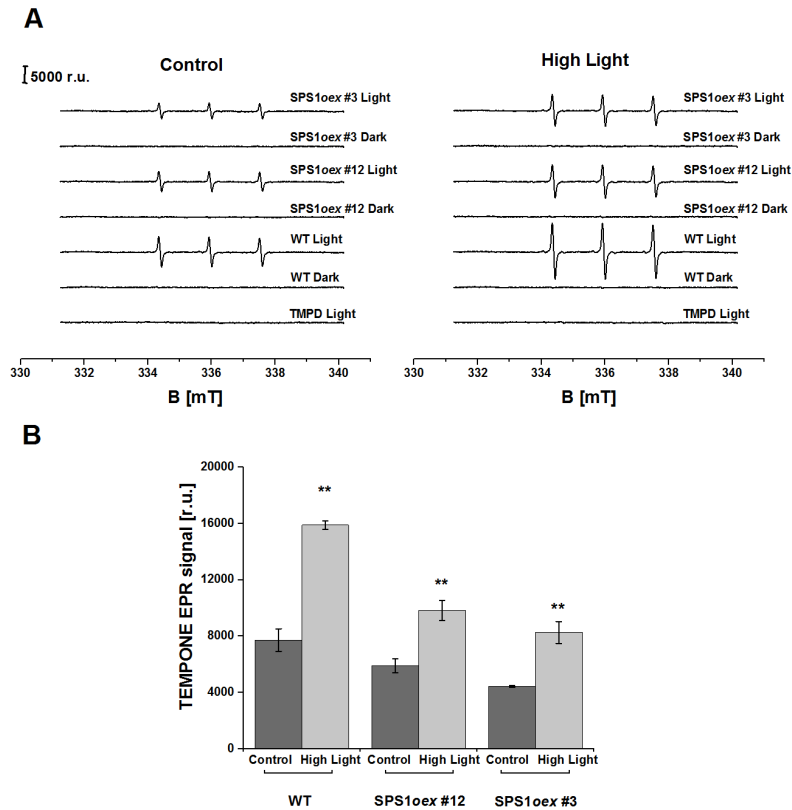 A
5000 r.u.
Control
SPS1oex #3 Light
SPS1oex #3 Dark
SPS1oex #12 Light
SPS1oex #12 Dark
WT Light
WT Dark
TMPD Light
330 332 334 336 338 340
B [mT]
High Light
SPS1oex #3 Light
SPS1oex #3 Dark
SPS1oex #12 Light
SPS1oex #12 Dark
WT Light
WT Dark
TMPD Light
330 332 334 336 338 340
B [mT]
B
TEMPONE EPR signal [r.u.]
20000
16000
12000
8000
4000
0
**
**
**
Control High Light Control High Light Control High Light
WT SPS1oex #12 SPS1oex #3